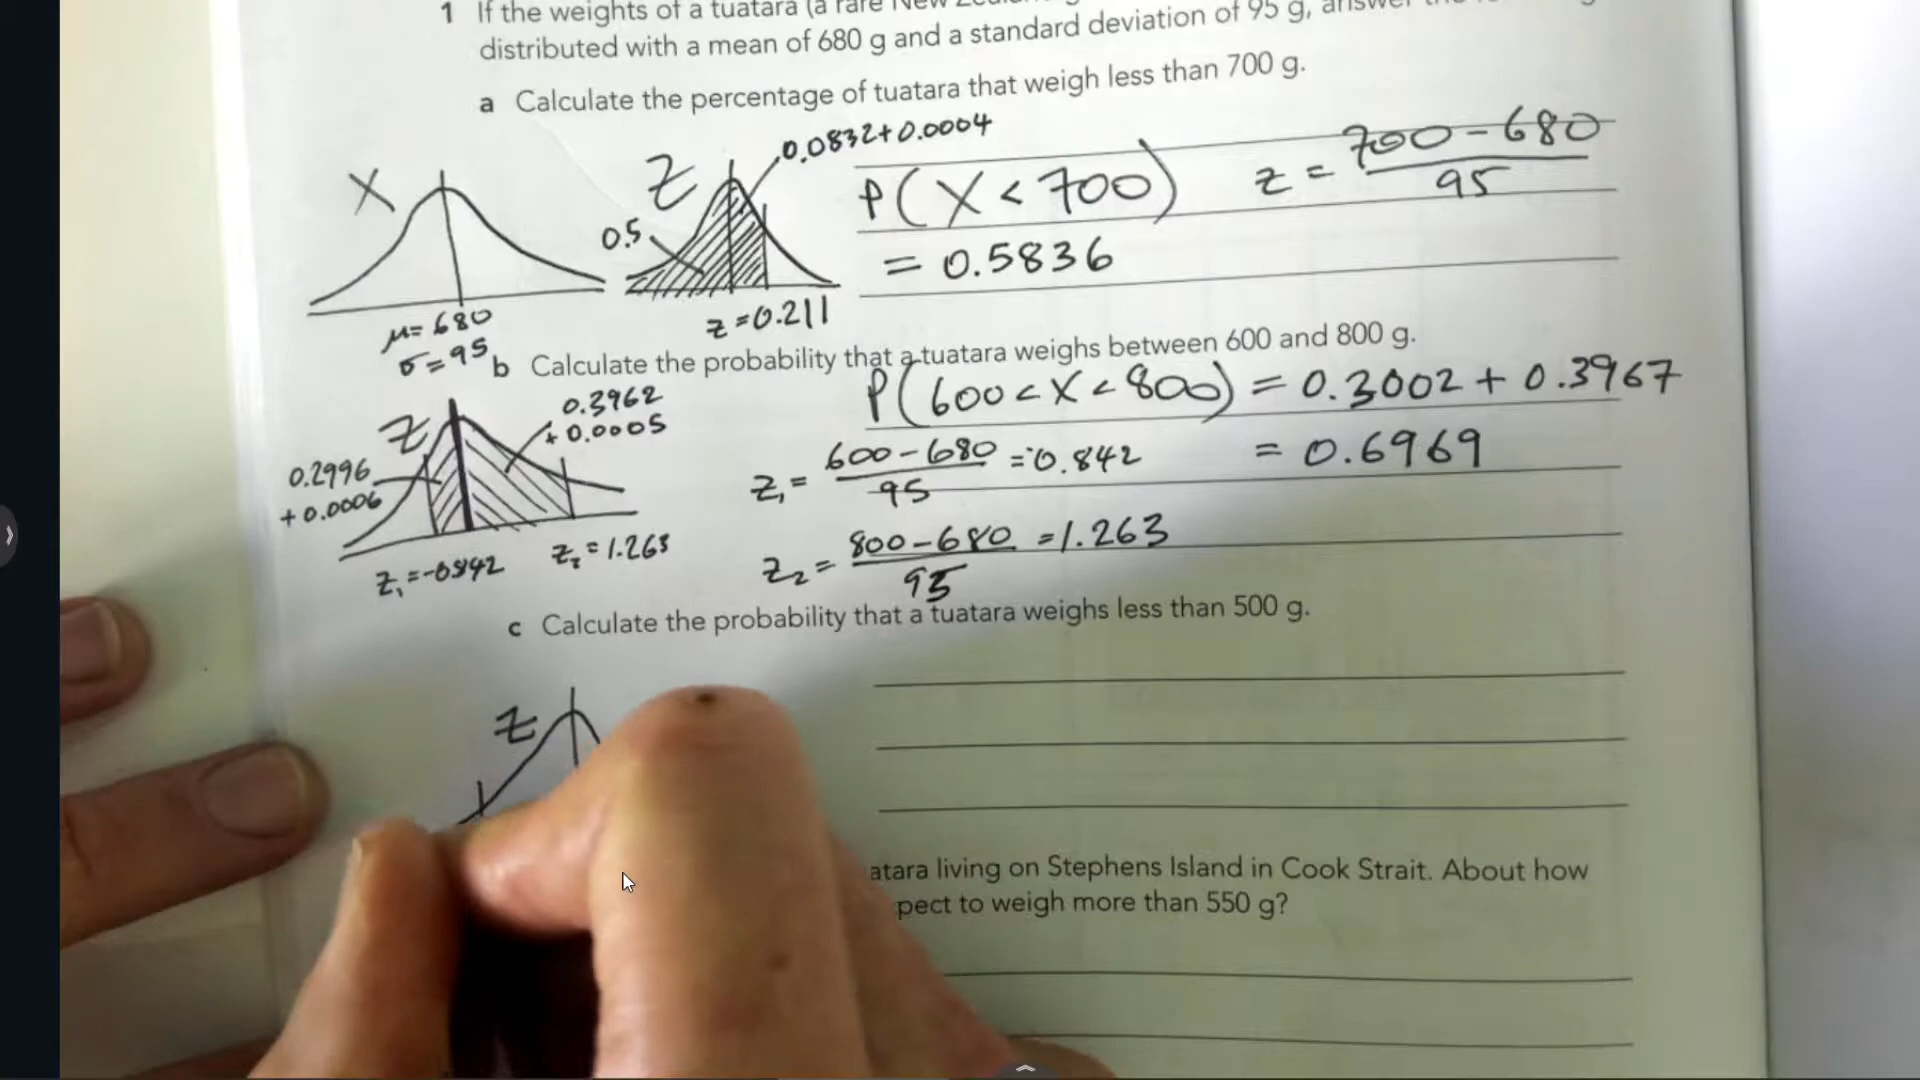 1 If the weights of a tuatara (a rare New
distributed with a mean of 680 g and a standard deviation of 95 g,
a Calculate the percentage of tuatara that weigh less than 700 g.
X
μ= 680
σ=95
Z
0.5
0.0832+0.0004
z=0.211
P(X<700)
= 0.5836
z = 700-680
95
b Calculate the probability that a tuatara weighs between 600 and 800 g.
Z
0.2996
+0.0006
0.3962
+0.0005
z₁=-0.842 z₂=1.263
P(600<X<800) = 0.3002 + 0.3967
= 0.6969
z₁= 600-680 =-0.842
95
z₂= 800-680 =1.263
95
c Calculate the probability that a tuatara weighs less than 500 g.
Z
atara living on Stephens Island in Cook Strait. About how
pect to weigh more than 550 g?